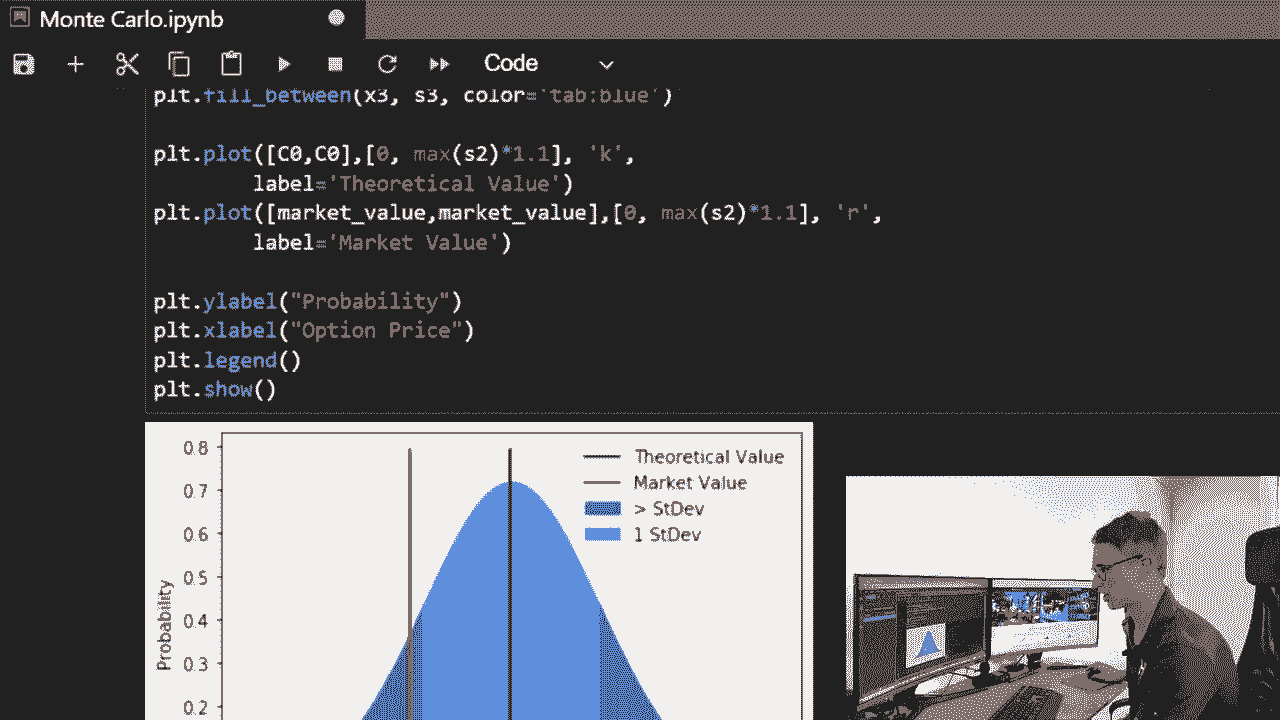 Monte Carlo.ipynb
Code
plt.fill_between(x3, s3, color='tab:blue')
plt.plot([C0,C0],[0, max(s2)*1.1], 'k',
label='Theoretical Value')
plt.plot([market_value,market_value],[0, max(s2)*1.1], 'r',
label='Market Value')
plt.ylabel("Probability")
plt.xlabel("Option Price")
plt.legend()
plt.show()
0.8
0.7
0.6
0.5
0.4
0.3
0.2
Probability
Theoretical Value
Market Value
> StDev
1 StDev